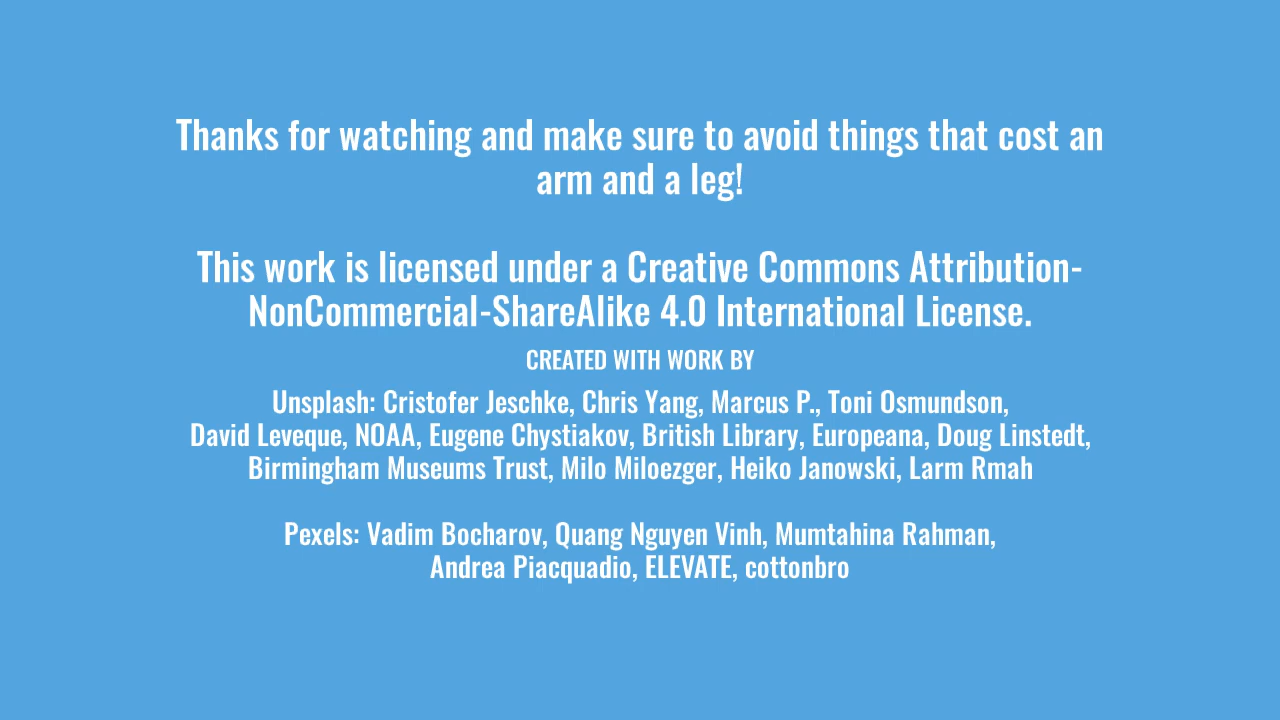 Thanks for watching and make sure to avoid things that cost an
arm and a leg!
This work is licensed under a Creative Commons Attribution-
NonCommercial-ShareAlike 4.0 International License.
CREATED WITH WORK BY
Unsplash: Cristofer Jeschke, Chris Yang, Marcus P., Toni Osmundson,
David Leveque, NOAA, Eugene Chystiakov, British Library, Europeana, Doug Linstedt,
Birmingham Museums Trust, Milo Miloezger, Heiko Janowski, Larm Rmah
Pexels: Vadim Bocharov, Quang Nguyen Vinh, Mumtahina Rahman,
Andrea Piacquadio, ELEVATE, cottonbro